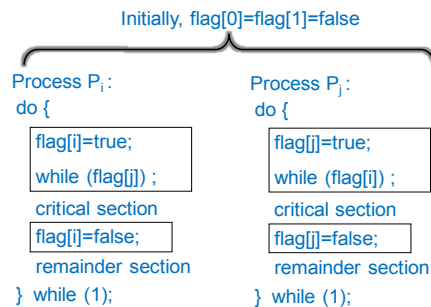 Initially, flag[0]=flag[1]=false
Process Pi :
do {
flag[i]=true;
while (flag[j]) ;
critical section
flag[i]=false;
remainder section
} while (1);
Process Pj :
do {
flag[j]=true;
while (flag[i]) ;
critical section
flag[j]=false;
remainder section
} while (1);